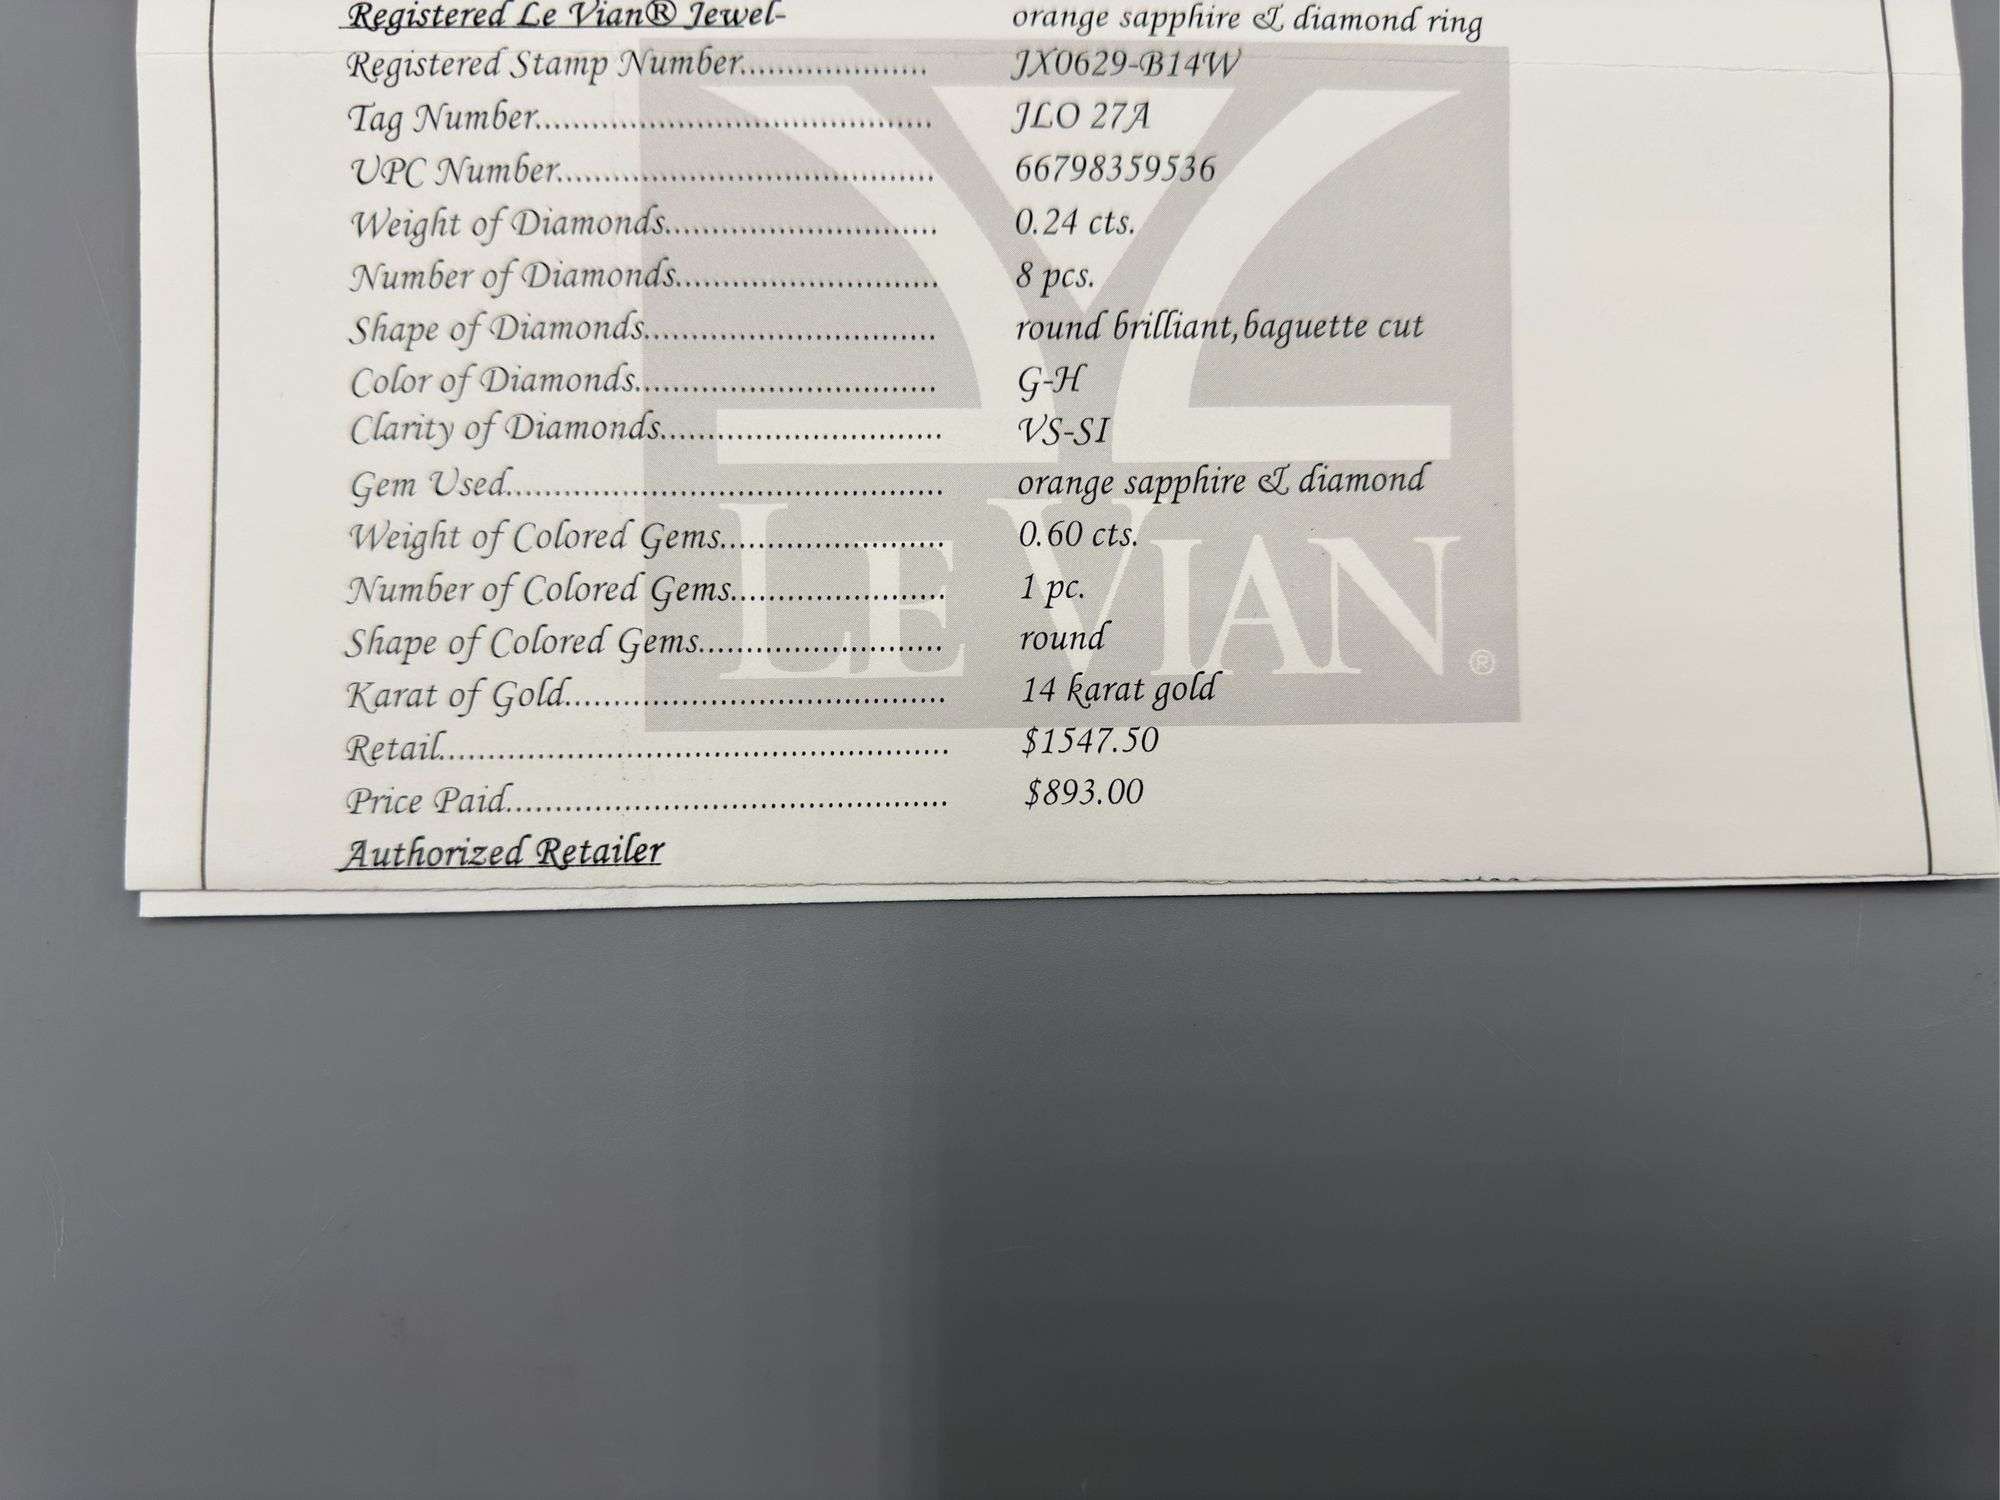 Registered Le Vian® Jewel- orange sapphire & diamond ring
Registered Stamp Number.................... JX0629-B14W
Tag Number.......................................... JLO 27A
UPC Number........................................ 66798359536
Weight of Diamonds............................. 0.24 cts.
Number of Diamonds............................ 8 pcs.
Shape of Diamonds............................... round brilliant,baguette cut
Color of Diamonds................................ G-H
Clarity of Diamonds.............................. VS-SI
Gem Used.............................................. orange sapphire & diamond
Weight of Colored Gems........................ 0.60 cts.
Number of Colored Gems....................... 1 pc.
Shape of Colored Gems.......................... round
Karat of Gold........................................ 14 karat gold
Retail..................................................... $1547.50
Price Paid.............................................. $893.00
Authorized Retailer
LE VIAN®